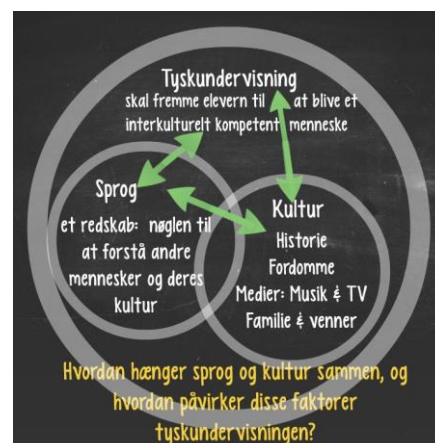 Tyskundervisning
skal fremme elevern til at blive et
interkulturelt kompetent menneske
Sprog
et redskab: nøglen til
at forstå andre
mennesker og deres
kultur
Kultur
Historie
Fordomme
Medier: Musik & TV
Familie & venner
Hvordan hænger sprog og kultur sammen, og
hvordan påvirker disse faktorer
tyskundervisningen?